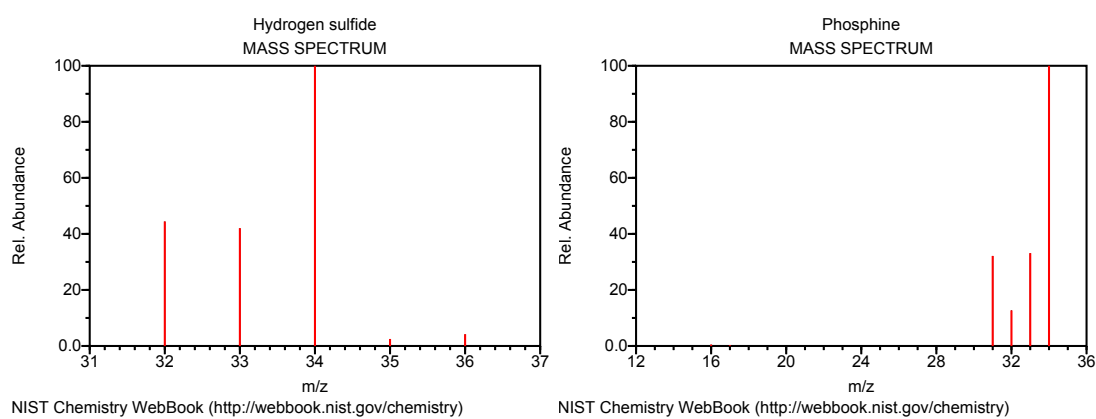 Hydrogen sulfide
MASS SPECTRUM
100
80
60
40
20
0.0
Rel. Abundance
31 32 33 34 35 36 37
m/z
NIST Chemistry WebBook (http://webbook.nist.gov/chemistry)
Phosphine
MASS SPECTRUM
100
80
60
40
20
0.0
Rel. Abundance
12 16 20 24 28 32 36
m/z
NIST Chemistry WebBook (http://webbook.nist.gov/chemistry)